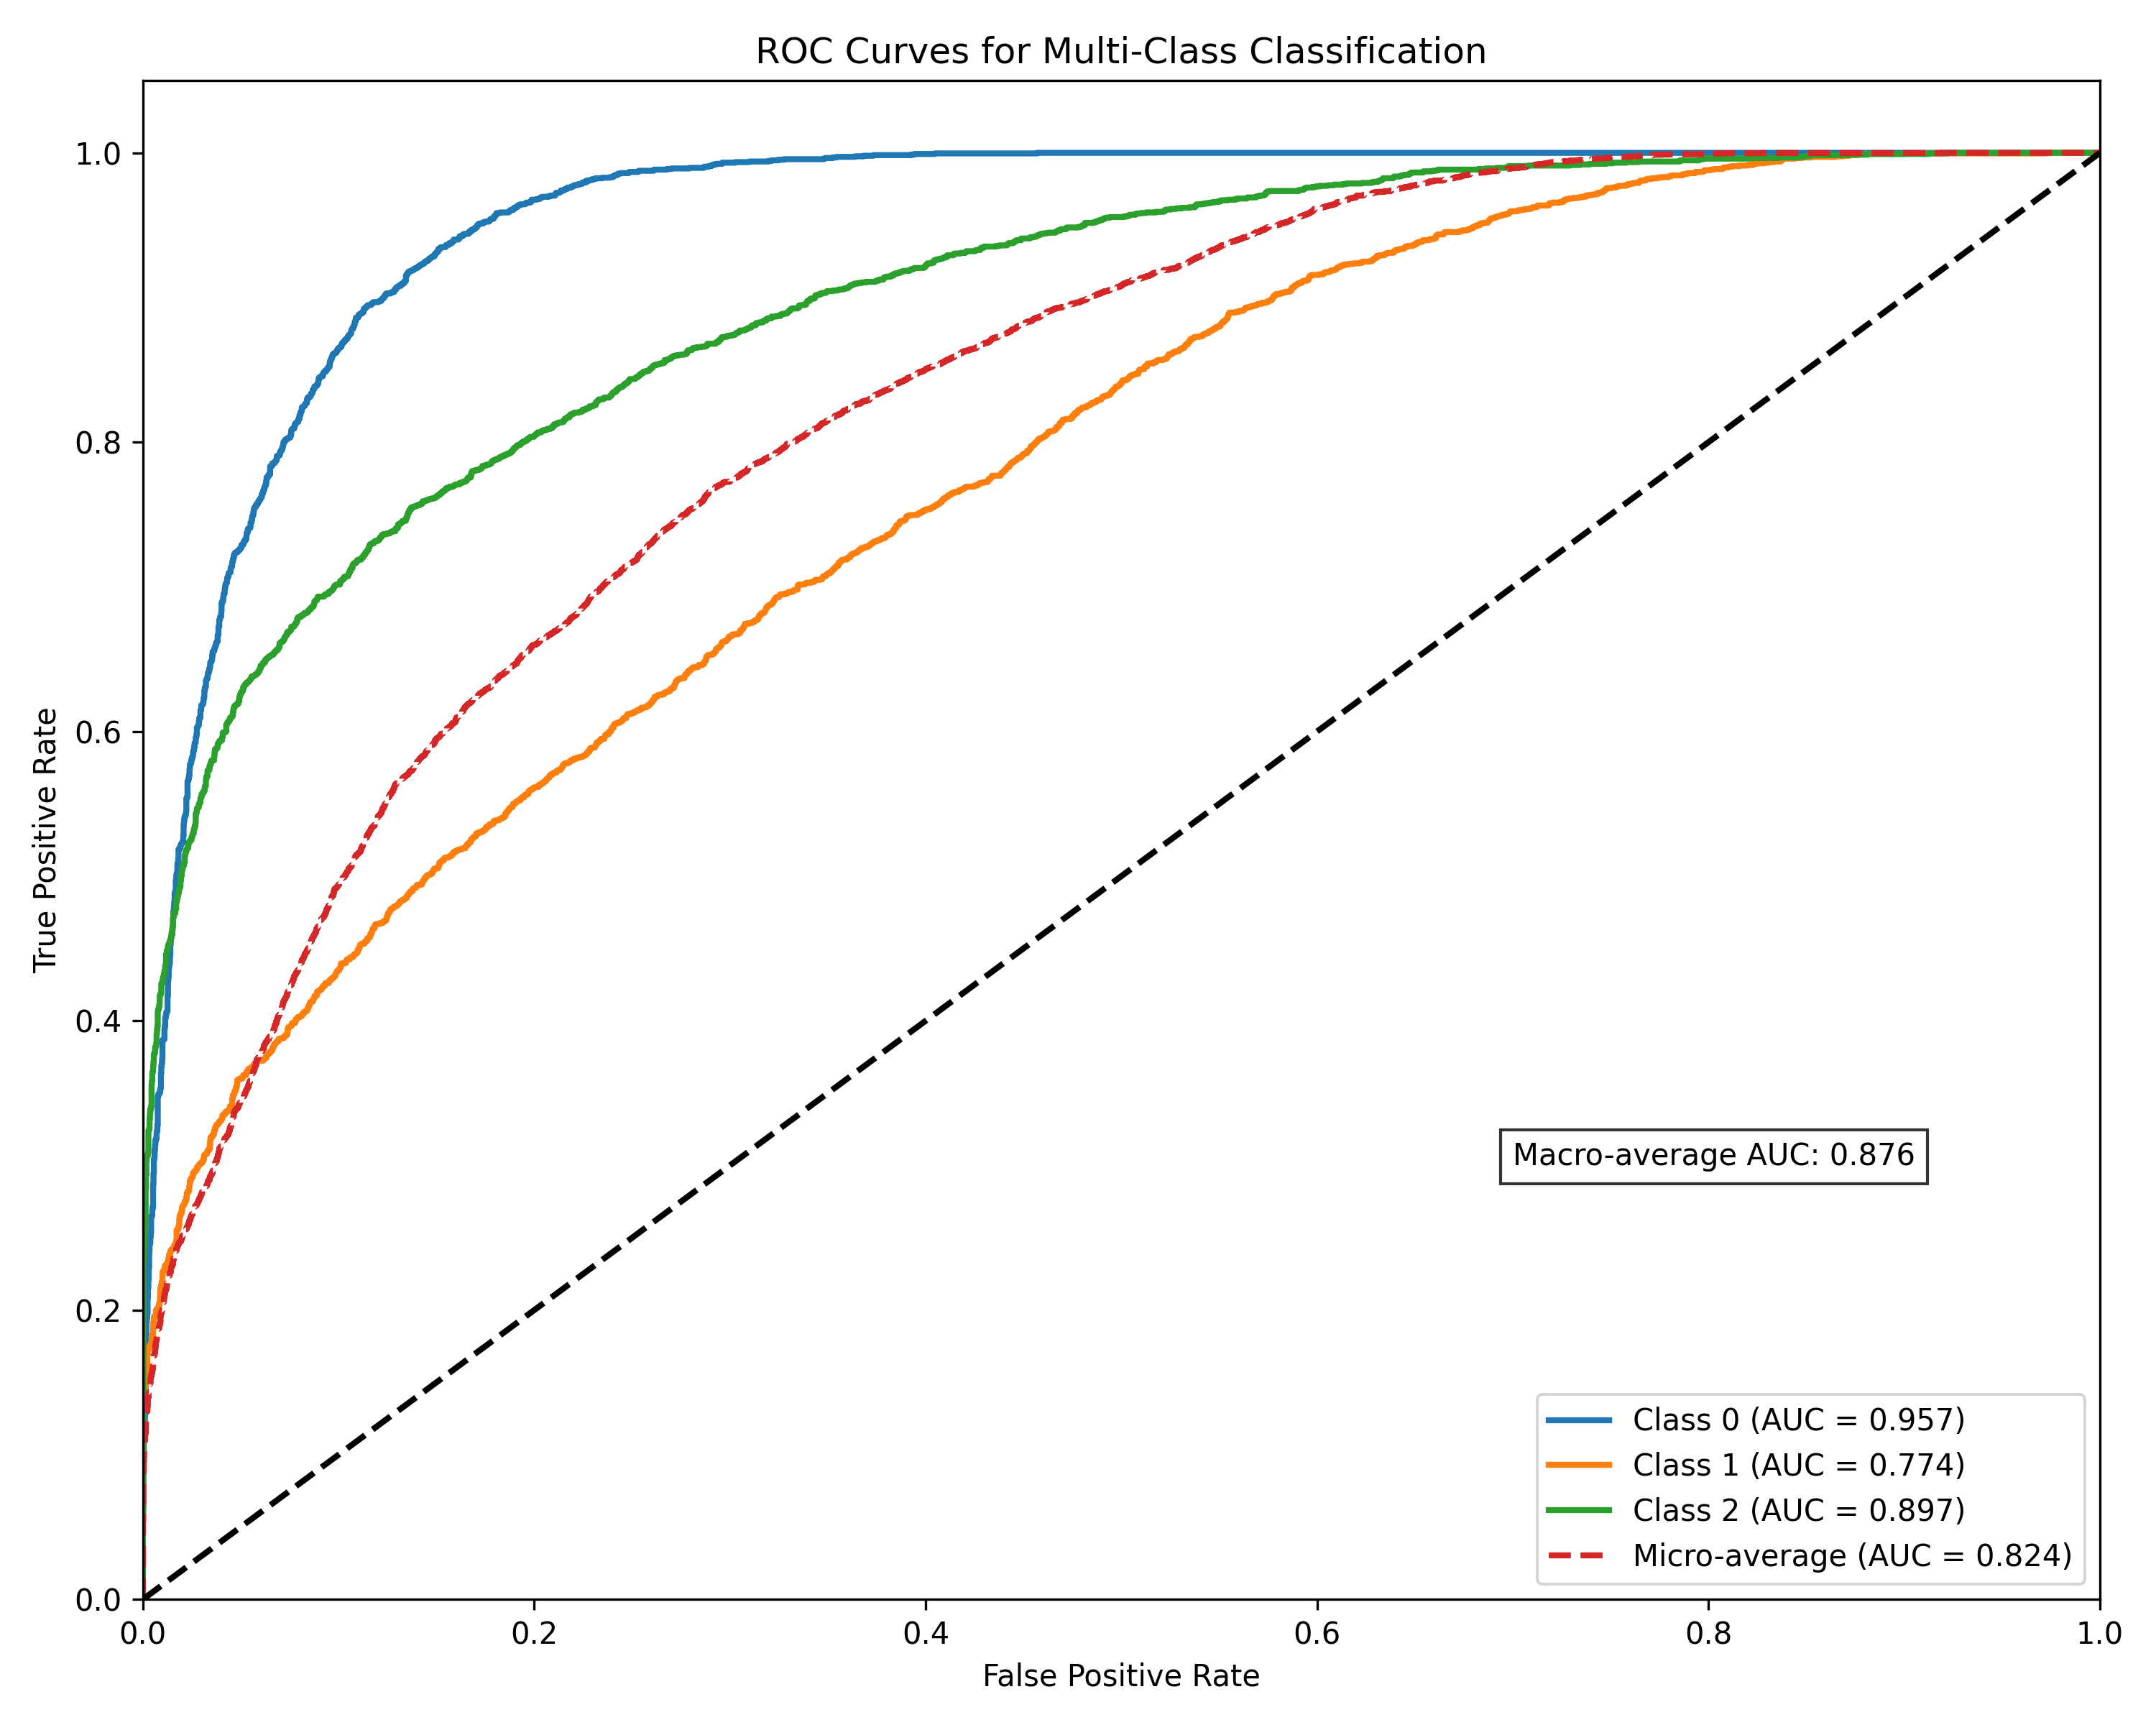 ROC Curves for Multi-Class Classification
True Positive Rate
1.0
0.8
0.6
0.4
0.2
0.0
Macro-average AUC: 0.876
Class 0 (AUC = 0.957)
Class 1 (AUC = 0.774)
Class 2 (AUC = 0.897)
Micro-average (AUC = 0.824)
0.0 0.2 0.4 0.6 0.8 1.0
False Positive Rate